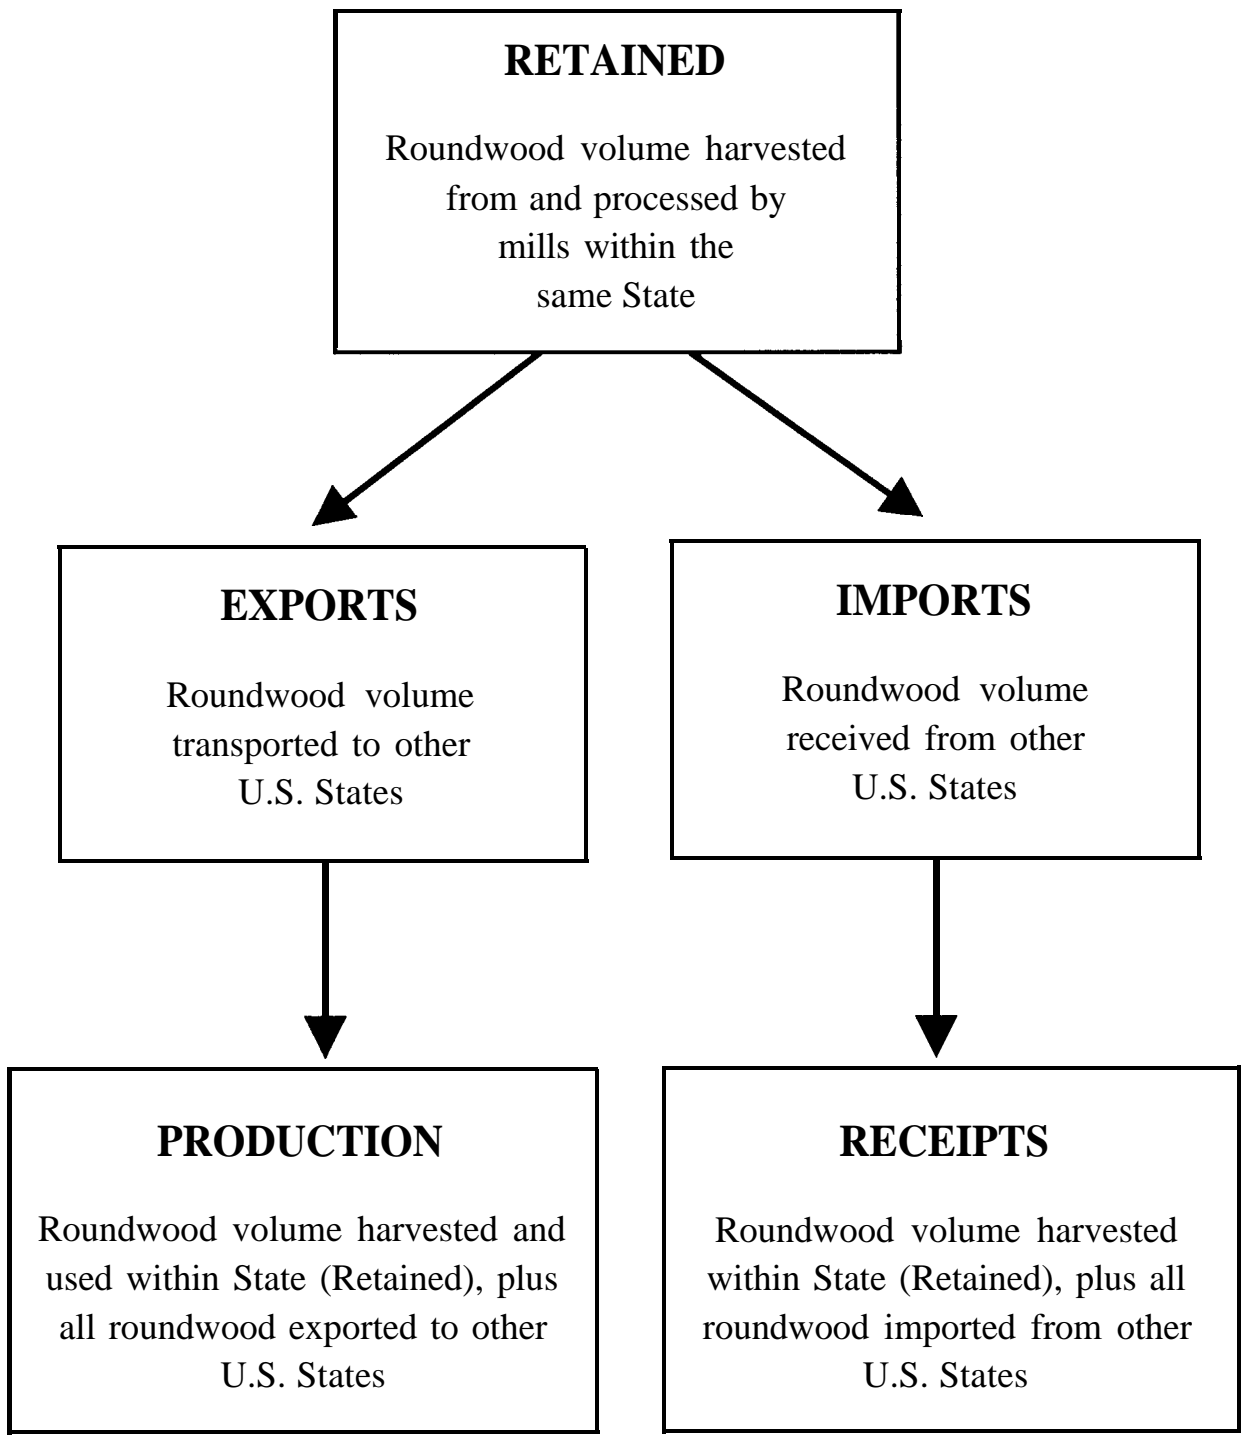 RETAINED
Roundwood volume harvested
from and processed by
mills within the
same State
EXPORTS
Roundwood volume
transported to other
U.S. States
IMPORTS
Roundwood volume
received from other
U.S. States
PRODUCTION
Roundwood volume harvested and
used within State (Retained), plus
all roundwood exported to other
U.S. States
RECEIPTS
Roundwood volume harvested
within State (Retained), plus all
roundwood imported from other
U.S. States